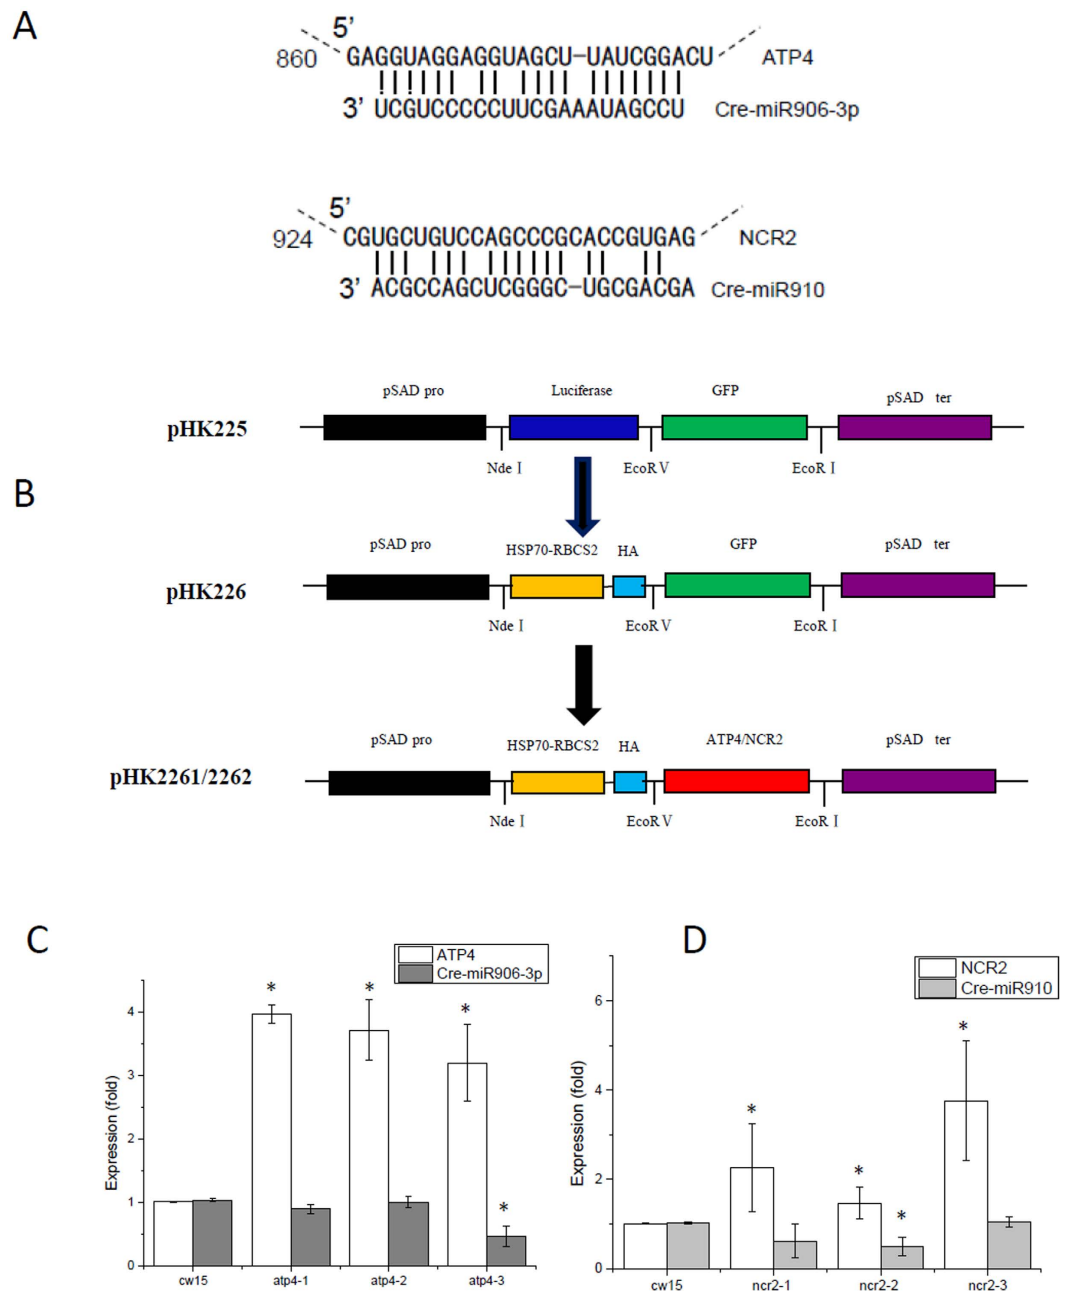 A
5'
860 GAGGUAGGAGGUAGCU-UAUCGGACU ATP4
3' UCGUCCCCCUUCGAAAUAGCCU Cre-miR906-3p
5'
924 CGUGCUGUCCAGCCCGCACCGUGAG NCR2
3' ACGCCAGCUCGGGC-UGCGACGA Cre-miR910
pSAD pro Luciferase GFP pSAD ter
pHK225
Nde I EcoR V EcoR I
B
pSAD pro HSP70-RBCS2 HA GFP pSAD ter
pHK226
Nde I EcoR V EcoR I
pSAD pro HSP70-RBCS2 HA ATP4/NCR2 pSAD ter
pHK2261/2262
Nde I EcoR V EcoR I
C
ATP4
Cre-miR906-3p
Expression (fold)
4
3
2
1
0
* * * *
cw15 atp4-1 atp4-2 atp4-3
D
NCR2
Cre-miR910
Expression (fold)
6
4
2
0
* * * *
cw15 ncr2-1 ncr2-2 ncr2-3